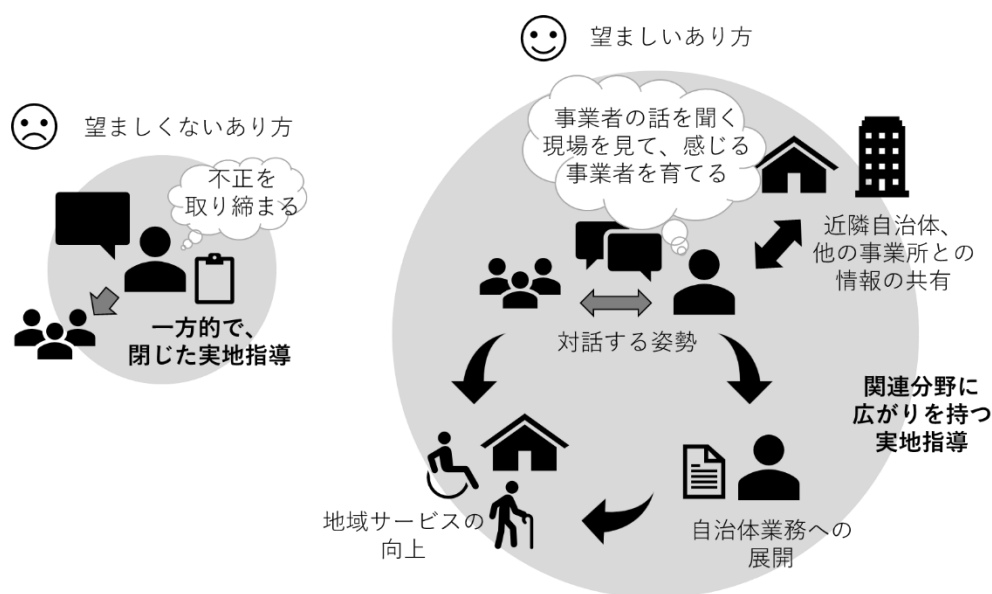 望ましくないあり方
不正を
取り締まる
一方的で、
閉じた実地指導
望ましいあり方
事業者の話を聞く
現場を見て、感じる
事業者を育てる
近隣自治体、
他の事業所との
情報の共有
対話する姿勢
関連分野に
広がりを持つ
実地指導
地域サービスの
向上
自治体業務への
展開